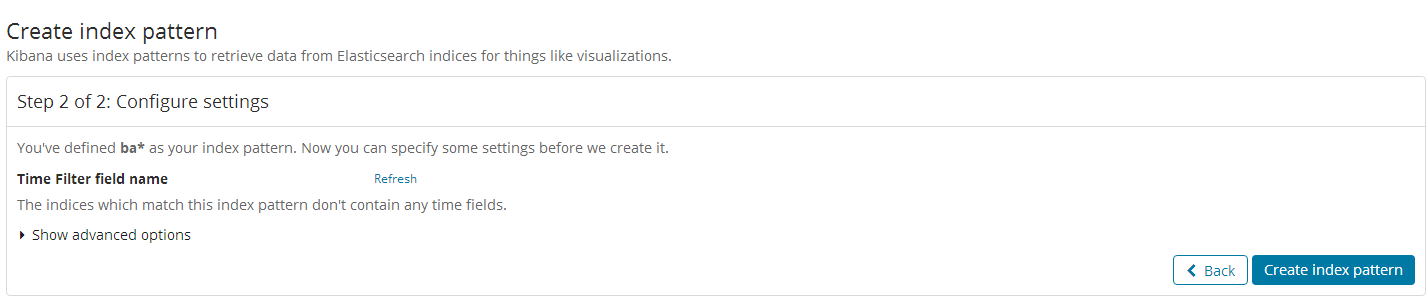 Create index pattern
Kibana uses index patterns to retrieve data from Elasticsearch indices for things like visualizations.
Step 2 of 2: Configure settings
You've defined ba* as your index pattern. Now you can specify some settings before we create it.
Time Filter field name Refresh
The indices which match this index pattern don't contain any time fields.
Show advanced options
Back Create index pattern